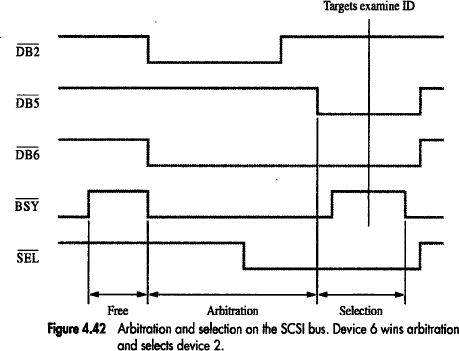 Targets examine ID
DB2
DB5
DB6
BSY
SEL
Free Arbitration Selection
Figure 4.42 Arbitration and selection on the SCSI bus. Device 6 wins arbitration
and selects device 2.